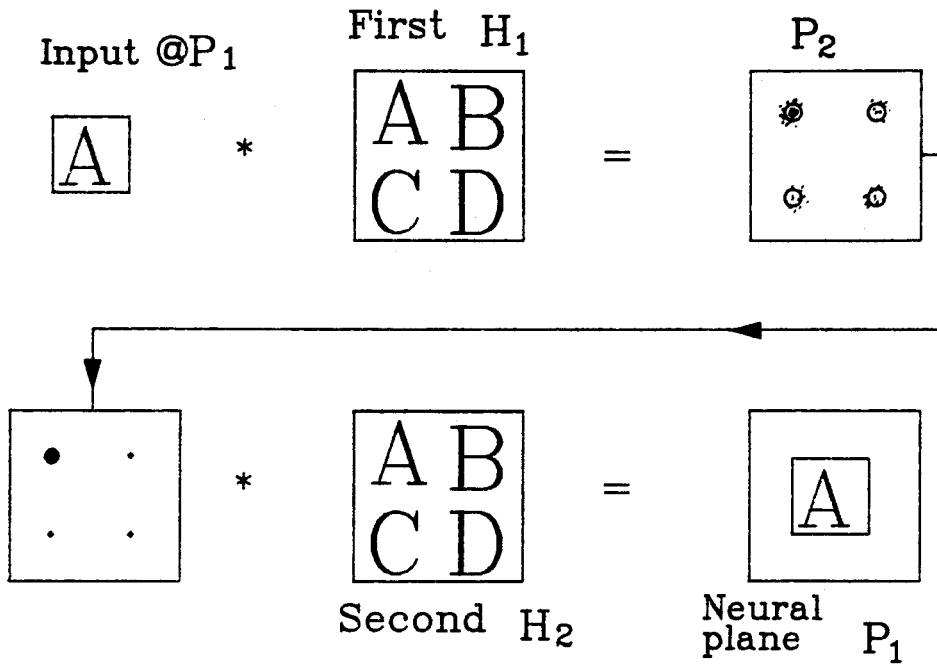 Input @P₁ First H₁ P₂
A * A B =
C D
A * A B = A
C D
Second H₂ Neural
plane P₁